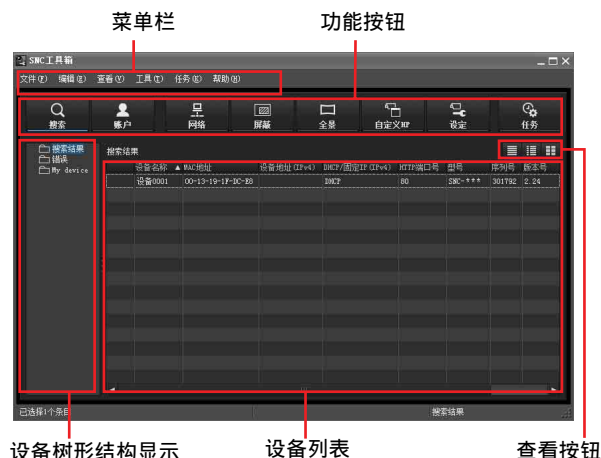 菜单栏 功能按钮
SNC工具箱
文件(F) 编辑(E) 查看(V) 工具(T) 任务(E) 帮助(H)
搜索 账户 网络 屏蔽 全景 自定义HP 设定 任务
搜索结果
错误
My device
搜索结果
设备名称 ▲ MAC地址 设备地址(IPv4) DHCP/固定IP(IPv4) HTTP端口号 型号 序列号 版本号
设备0001 00-13-19-1F-DC-E8 DHCP 80 SNC-*** 301792 2.24
已选择1个条目 搜索结果
设备树形结构显示 设备列表 查看按钮